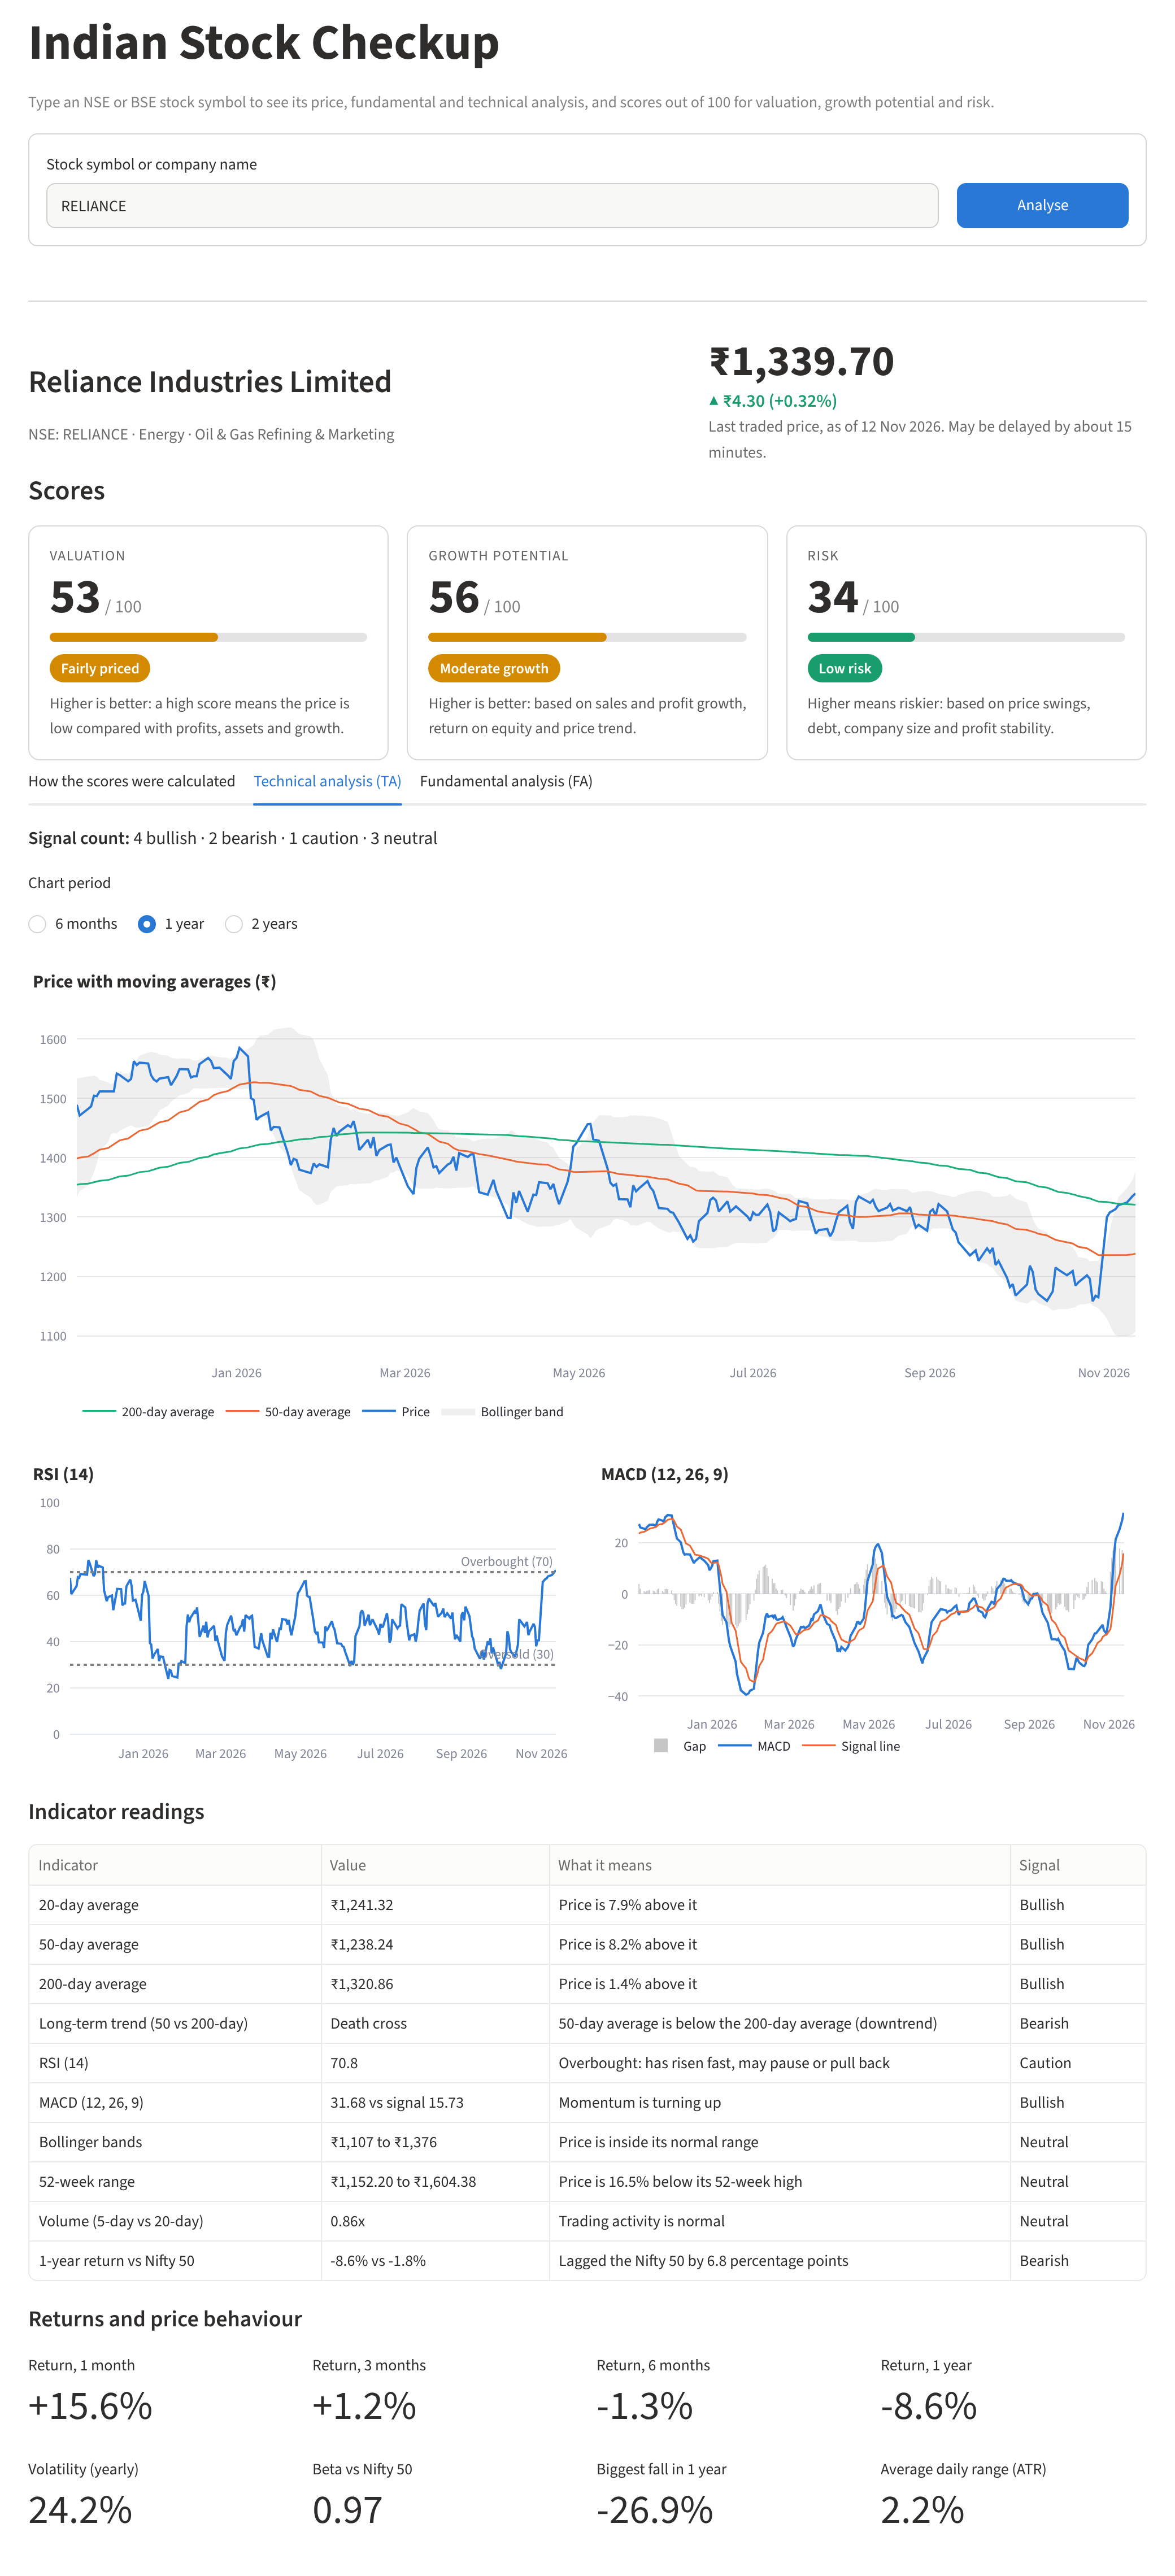 Indian Stock Checkup
Type an NSE or BSE stock symbol to see its price, fundamental and technical analysis, and scores out of 100 for valuation, growth potential and risk.
Stock symbol or company name
RELIANCE
Analyse
Reliance Industries Limited
NSE: RELIANCE · Energy · Oil & Gas Refining & Marketing
₹1,339.70
▲ ₹4.30 (+0.32%)
Last traded price, as of 12 Nov 2026. May be delayed by about 15
minutes.
Scores
VALUATION
53 / 100
Fairly priced
Higher is better: a high score means the price is
low compared with profits, assets and growth.
GROWTH POTENTIAL
56 / 100
Moderate growth
Higher is better: based on sales and profit growth,
return on equity and price trend.
RISK
34 / 100
Low risk
Higher means riskier: based on price swings,
debt, company size and profit stability.
How the scores were calculated
Technical analysis (TA)
Fundamental analysis (FA)
Signal count: 4 bullish · 2 bearish · 1 caution · 3 neutral
Chart period
6 months
1 year
2 years
Price with moving averages (₹)
1600
1500
1400
1300
1200
1100
Jan 2026 Mar 2026 May 2026 Jul 2026 Sep 2026 Nov 2026
200-day average 50-day average Price Bollinger band
RSI (14)
100
80
60
40
20
0
Overbought (70)
Oversold (30)
Jan 2026 Mar 2026 May 2026 Jul 2026 Sep 2026 Nov 2026
MACD (12, 26, 9)
20
0
−20
−40
Jan 2026 Mar 2026 May 2026 Jul 2026 Sep 2026 Nov 2026
Gap MACD Signal line
Indicator readings
Indicator Value What it means Signal
20-day average ₹1,241.32 Price is 7.9% above it Bullish
50-day average ₹1,238.24 Price is 8.2% above it Bullish
200-day average ₹1,320.86 Price is 1.4% above it Bullish
Long-term trend (50 vs 200-day) Death cross 50-day average is below the 200-day average (downtrend) Bearish
RSI (14) 70.8 Overbought: has risen fast, may pause or pull back Caution
MACD (12, 26, 9) 31.68 vs signal 15.73 Momentum is turning up Bullish
Bollinger bands ₹1,107 to ₹1,376 Price is inside its normal range Neutral
52-week range ₹1,152.20 to ₹1,604.38 Price is 16.5% below its 52-week high Neutral
Volume (5-day vs 20-day) 0.86x Trading activity is normal Neutral
1-year return vs Nifty 50 -8.6% vs -1.8% Lagged the Nifty 50 by 6.8 percentage points Bearish
Returns and price behaviour
Return, 1 month Return, 3 months Return, 6 months Return, 1 year
+15.6% +1.2% -1.3% -8.6%
Volatility (yearly) Beta vs Nifty 50 Biggest fall in 1 year Average daily range (ATR)
24.2% 0.97 -26.9% 2.2%